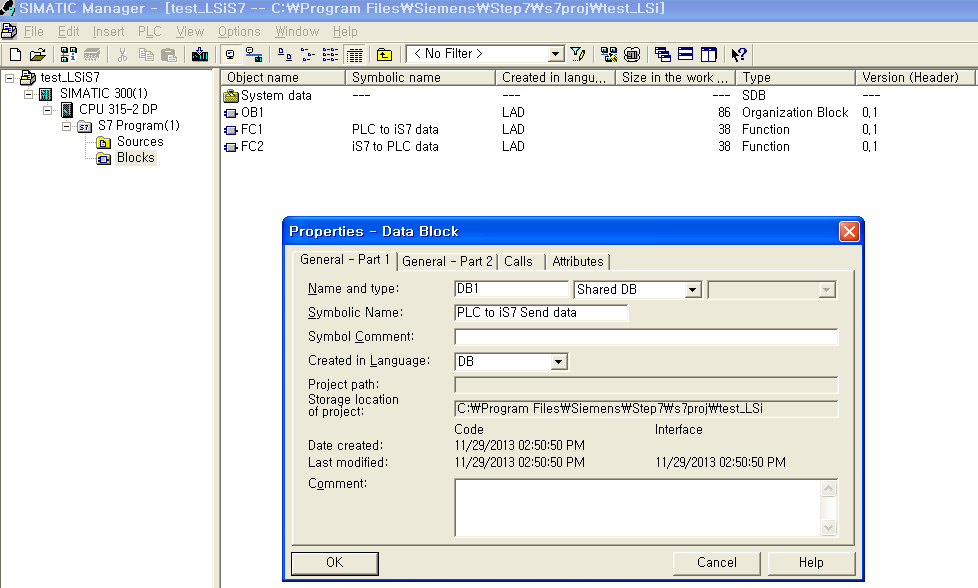 SIMATIC Manager - [test_LSiS7 -- C:₩Program Files₩Siemens₩Step7₩s7proj₩test_LSi]
File Edit Insert PLC View Options Window Help
< No Filter >
test_LSiS7
SIMATIC 300(1)
CPU 315-2 DP
S7 Program(1)
Sources
Blocks
Object name Symbolic name Created in langu... Size in the work ... Type Version (Header)
System data --- --- --- SDB ---
OB1 LAD 86 Organization Block 0,1
FC1 PLC to iS7 data LAD 38 Function 0,1
FC2 iS7 to PLC data LAD 38 Function 0,1
Properties - Data Block
General - Part 1 General - Part 2 Calls Attributes
Name and type: DB1 Shared DB
Symbolic Name: PLC to iS7 Send data
Symbol Comment:
Created in Language: DB
Project path:
Storage location
of project: C:₩Program Files₩Siemens₩Step7₩s7proj₩test_LSi
Code Interface
Date created: 11/29/2013 02:50:50 PM
Last modified: 11/29/2013 02:50:50 PM 11/29/2013 02:50:50 PM
Comment:
OK Cancel Help